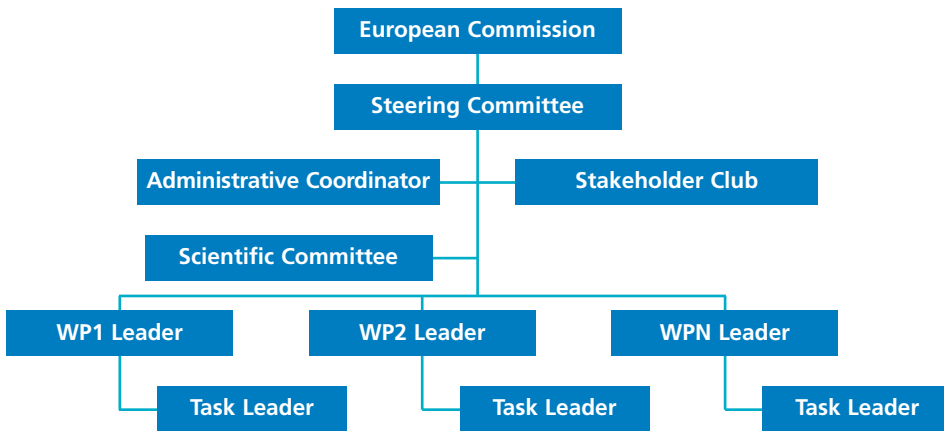 European Commission
Steering Committee
Administrative Coordinator
Stakeholder Club
Scientific Committee
WP1 Leader
WP2 Leader
WPN Leader
Task Leader
Task Leader
Task Leader